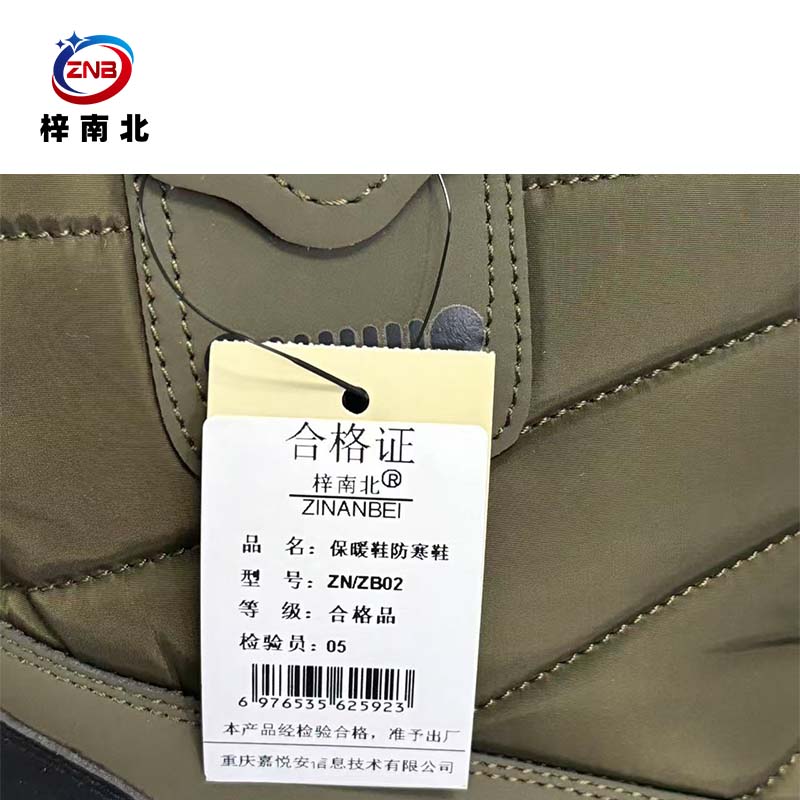 ZNB
梓南北
合格证
梓南北®
ZINANBEI
品 名：保暖鞋防寒鞋
型 号：ZN/ZB02
等 级：合格品
检验员：05
6 976535 625923
本产品经检验合格，准予出厂
重庆嘉悦安信息技术有限公司